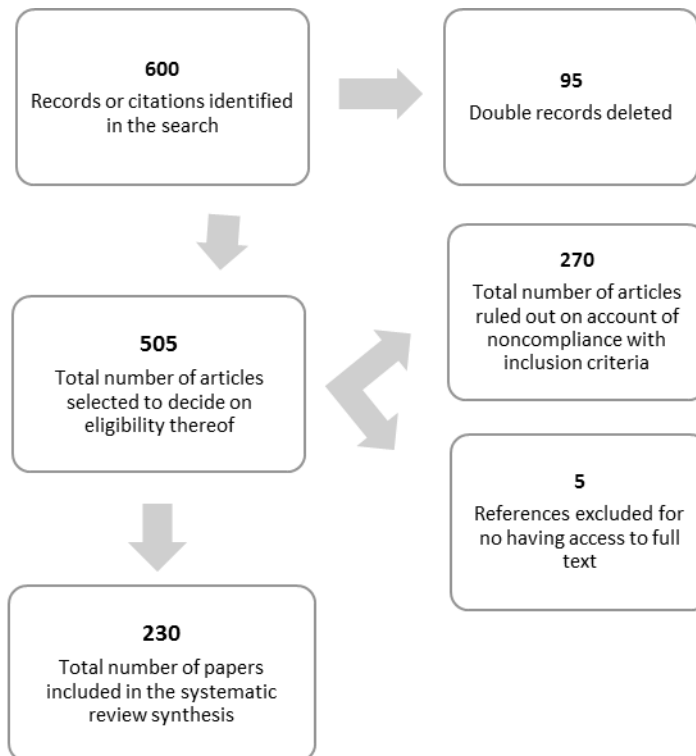 600
Records or citations identified
in the search
95
Double records deleted
505
Total number of articles
selected to decide on
eligibility thereof
270
Total number of articles
ruled out on account of
noncompliance with
inclusion criteria
5
References excluded for
no having access to full
text
230
Total number of papers
included in the systematic
review synthesis